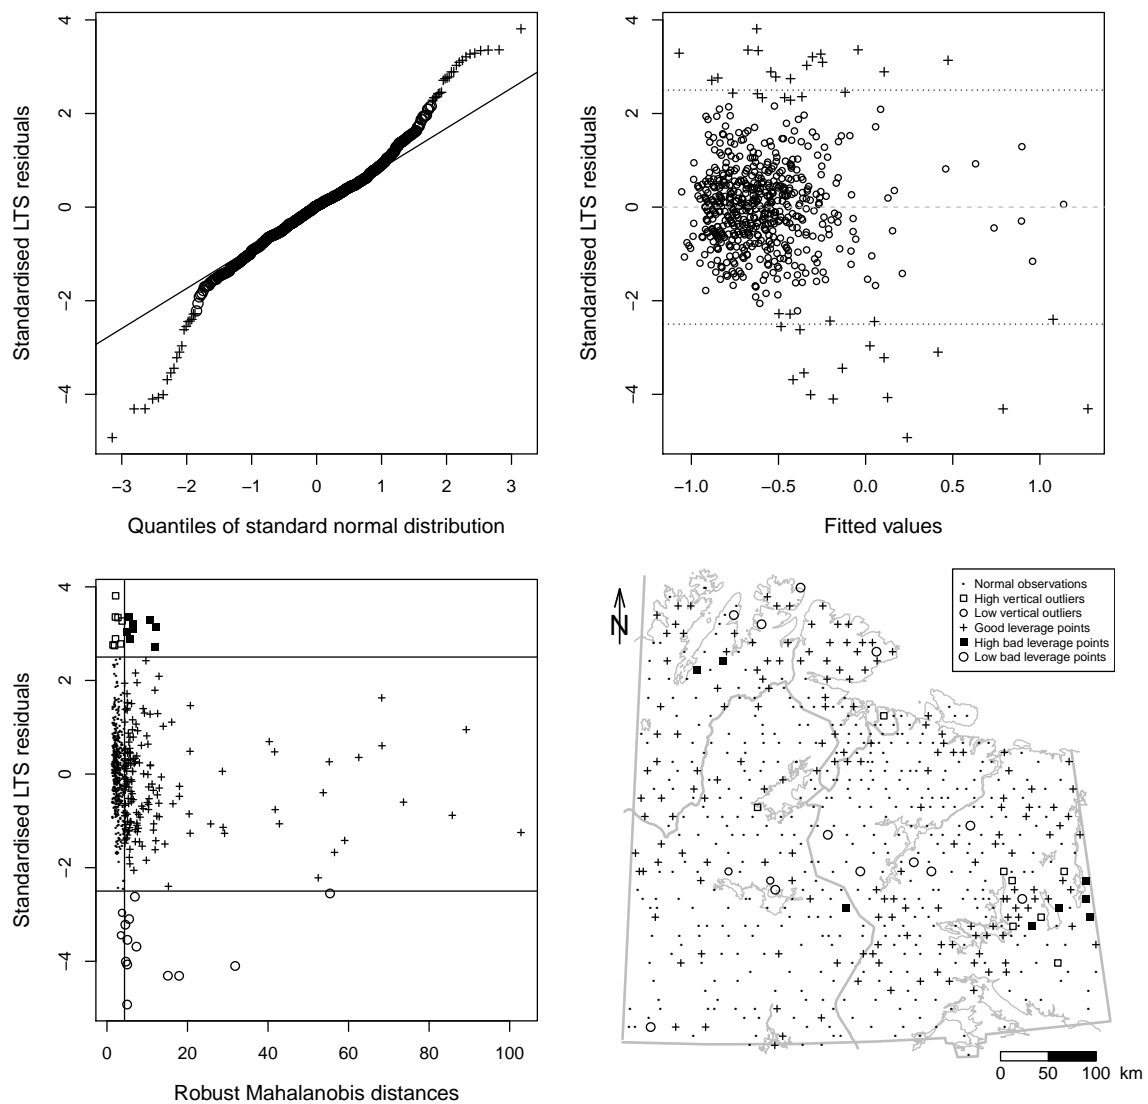 4
2
0
−2
−4
Standardised LTS residuals
−3 −2 −1 0 1 2 3
Quantiles of standard normal distribution
4
2
0
−2
−4
Standardised LTS residuals
−1.0 −0.5 0.0 0.5 1.0
Fitted values
4
2
0
−2
−4
Standardised LTS residuals
0 20 40 60 80 100
Robust Mahalanobis distances
N
Normal observations
High vertical outliers
Low vertical outliers
Good leverage points
High bad leverage points
Low bad leverage points
0 50 100 km